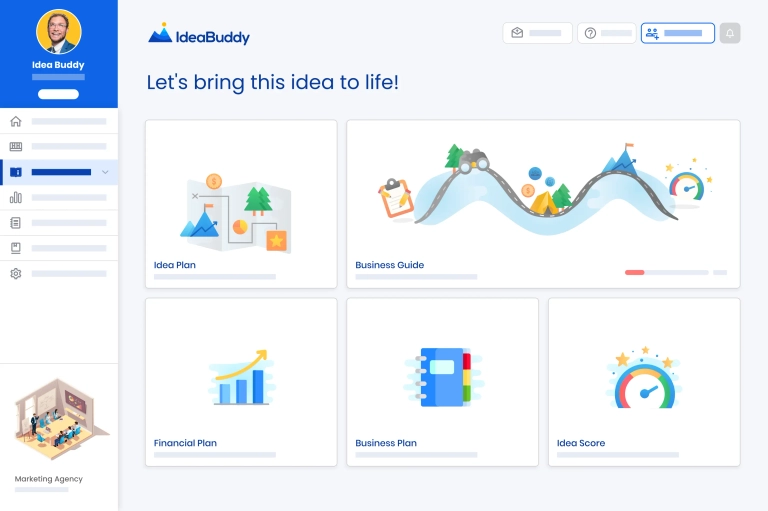 Idea Buddy
Marketing Agency
IdeaBuddy
Let's bring this idea to life!
Idea Plan
Business Guide
Financial Plan
Business Plan
Idea Score